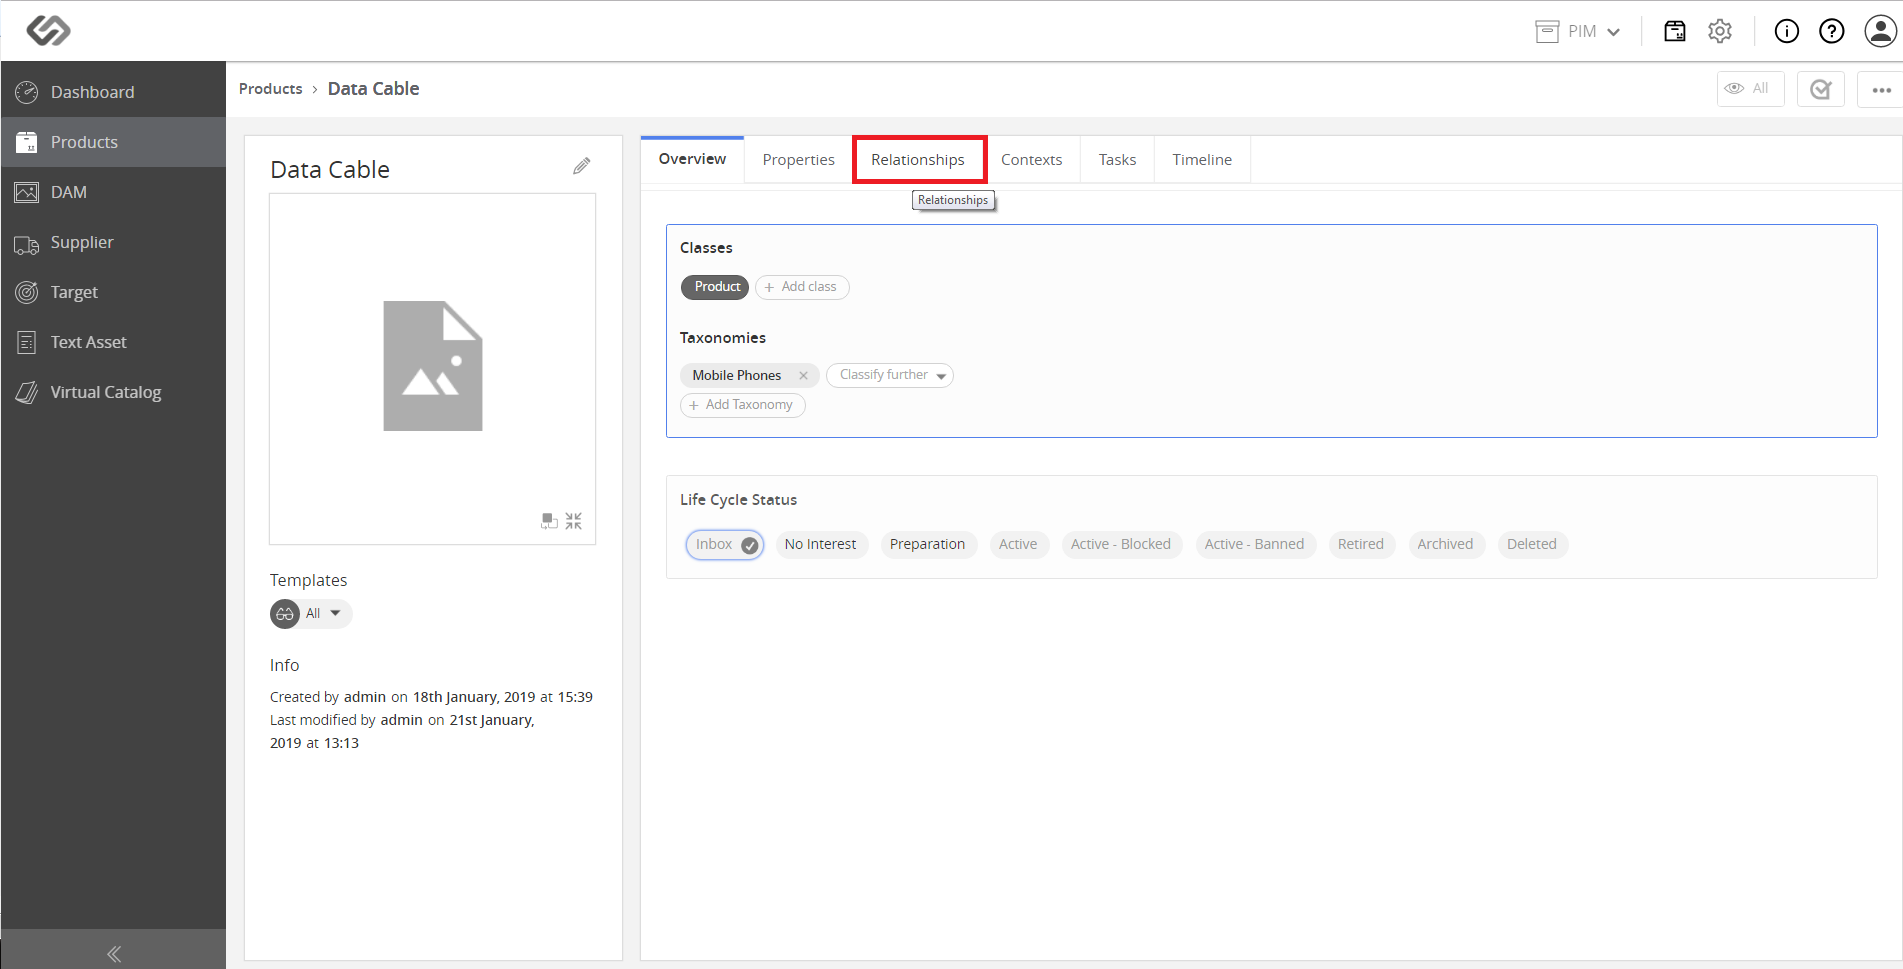 PIM
Dashboard
Products
DAM
Supplier
Target
Text Asset
Virtual Catalog
Products › Data Cable
All
Data Cable
Templates
All
Info
Created by admin on 18th January, 2019 at 15:39
Last modified by admin on 21st January,
2019 at 13:13
Overview Properties Relationships Contexts Tasks Timeline
Relationships
Classes
Product + Add class
Taxonomies
Mobile Phones × Classify further
+ Add Taxonomy
Life Cycle Status
Inbox No Interest Preparation Active Active - Blocked Active - Banned Retired Archived Deleted